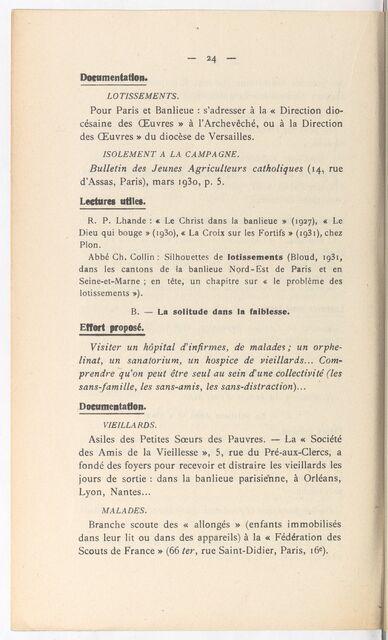 — 24 —
Documentation.
LOTISSEMENTS.
Pour Paris et Banlieue : s'adresser à la « Direction dio-
césaine des Œuvres » à l'Archevêché, ou à la Direction
des Œuvres » du diocèse de Versailles.
ISOLEMENT A LA CAMPAGNE.
Bulletin des Jeunes Agriculteurs catholiques (14, rue
d'Assas, Paris), mars 1930, p. 5.
Lectures utiles.
R. P. Lhande : « Le Christ dans la banlieue » (1927), « Le
Dieu qui bouge » (1930), « La Croix sur les Fortifs » (1931), chez
Plon.
Abbé Ch. Collin : Silhouettes de lotissements (Bloud, 1931,
dans les cantons de la banlieue Nord-Est de Paris et en
Seine-et-Marne ; en tête, un chapitre sur « le problème des
lotissements »).
B. — La solitude dans la faiblesse.
Effort proposé.
Visiter un hôpital d'infirmes, de malades ; un orphe-
linat, un sanatorium, un hospice de vieillards... Com-
prendre qu'on peut être seul au sein d'une collectivité (les
sans-famille, les sans-amis, les sans-distraction)...
Documentation.
VIEILLARDS.
Asiles des Petites Sœurs des Pauvres. — La « Société
des Amis de la Vieillesse », 5, rue du Pré-aux-Clercs, a
fondé des foyers pour recevoir et distraire les vieillards les
jours de sortie : dans la banlieue parisienne, à Orléans,
Lyon, Nantes...
MALADES.
Branche scoute des « allongés » (enfants immobilisés
dans leur lit ou dans des appareils) à la « Fédération des
Scouts de France » (66 ter, rue Saint-Didier, Paris, 16e).